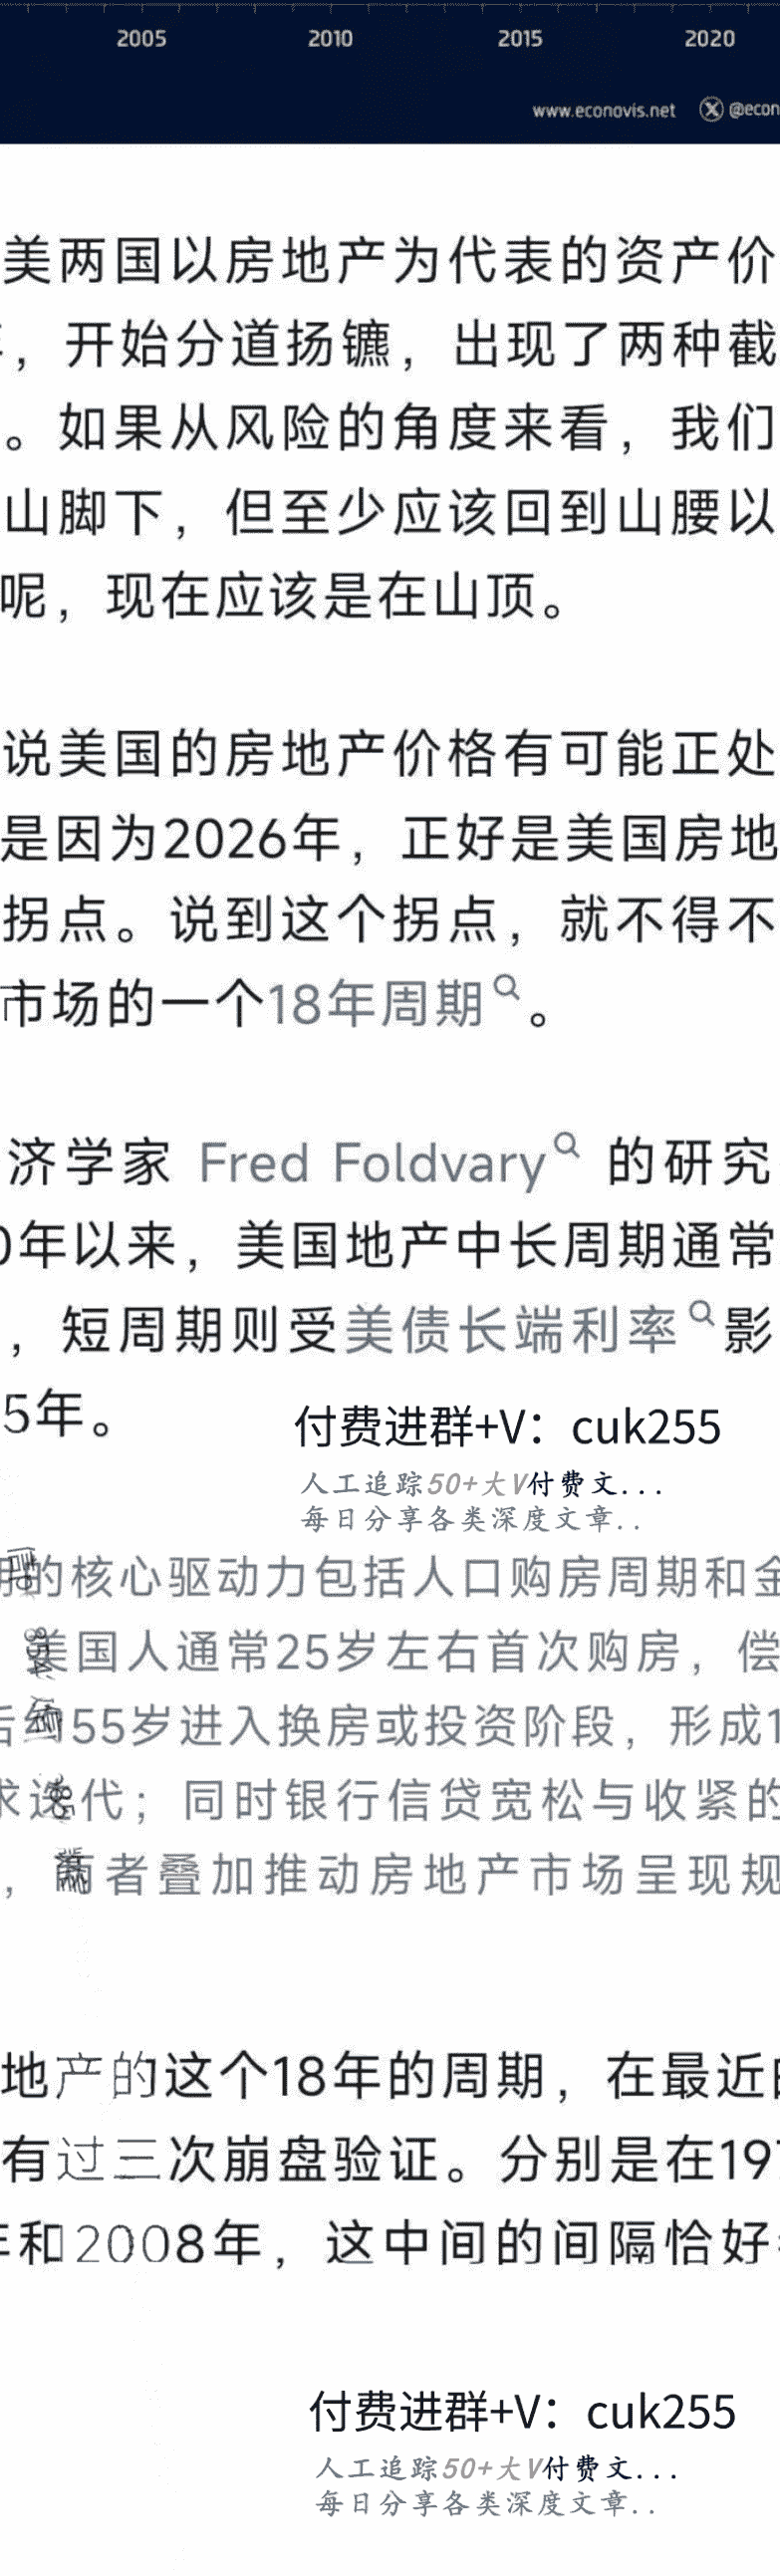 2005 2010 2015 2020
www.econovis.net @econ
美两国以房地产为代表的资产价
，开始分道扬镳，出现了两种截
。如果从风险的角度来看，我们
山脚下，但至少应该回到山腰以
呢，现在应该是在山顶。
说美国的房地产价格有可能正处
是因为2026年，正好是美国房地
拐点。说到这个拐点，就不得不
市场的一个18年周期。
济学家 Fred Foldvary 的研究
0年以来，美国地产中长周期通常
，短周期则受美债长端利率影
5年。
付费进群+V：cuk255
人工追踪50+大V付费文...
每日分享各类深度文章..
的核心驱动力包括人口购房周期和金
美国人通常25岁左右首次购房，偿
55岁进入换房或投资阶段，形成1
求迭代；同时银行信贷宽松与收紧的
，两者叠加推动房地产市场呈现规
地产的这个18年的周期，在最近
有过三次崩盘验证。分别是在197
年和2008年，这中间的间隔恰好
付费进群+V：cuk255
人工追踪50+大V付费文...
每日分享各类深度文章..